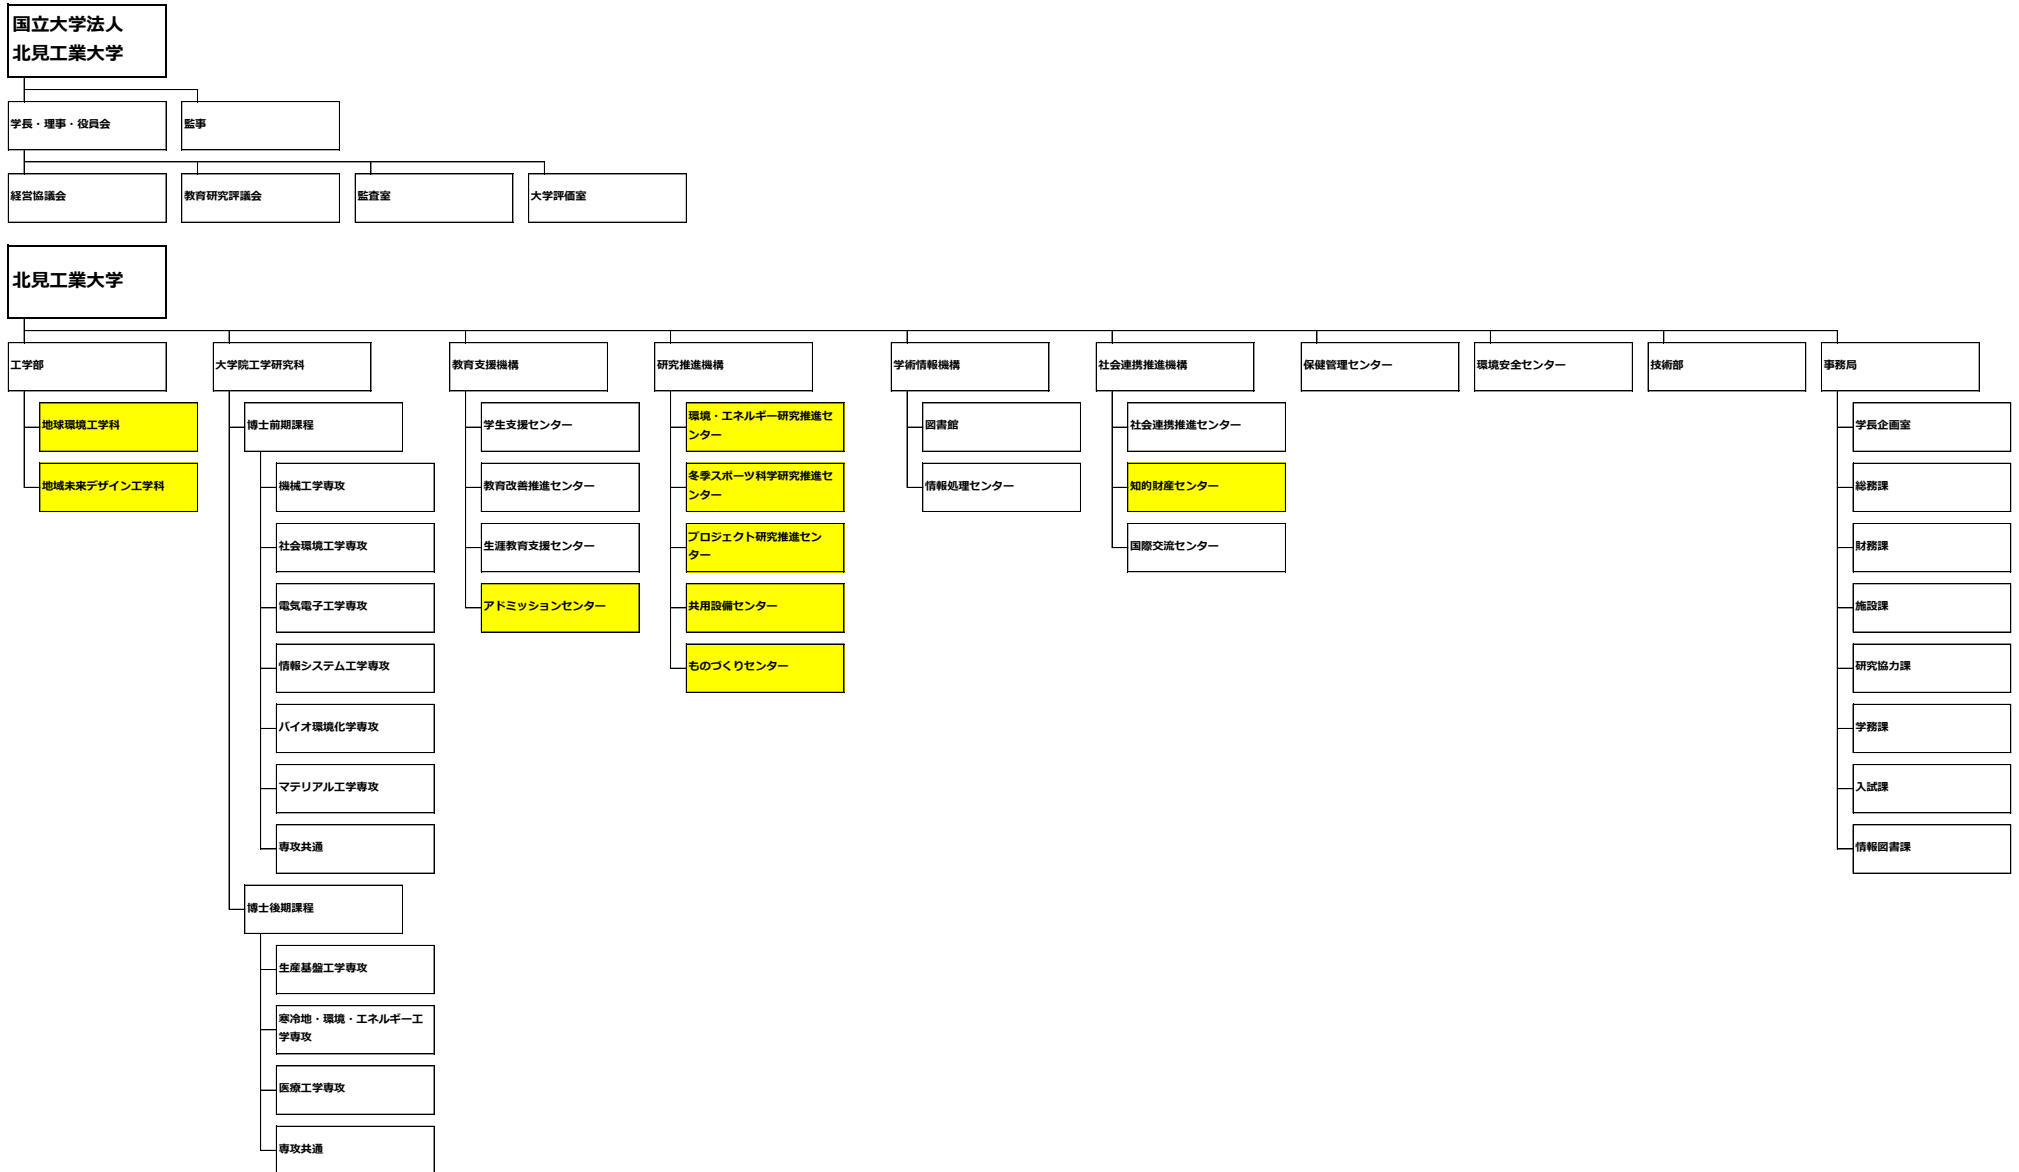 国立大学法人
北見工業大学
学長・理事・役員会
監事
経営協議会
教育研究評議会
監査室
大学評価室
北見工業大学
工学部
地球環境工学科
地域未来デザイン工学科
大学院工学研究科
博士前期課程
機械工学専攻
社会環境工学専攻
電気電子工学専攻
情報システム工学専攻
バイオ環境化学専攻
マテリアル工学専攻
専攻共通
博士後期課程
生産基盤工学専攻
寒冷地・環境・エネルギー工
学専攻
医療工学専攻
専攻共通
教育支援機構
学生支援センター
教育改善推進センター
生涯教育支援センター
アドミッションセンター
研究推進機構
環境・エネルギー研究推進セ
ンター
冬季スポーツ科学研究推進セ
ンター
プロジェクト研究推進セン
ター
共用設備センター
ものづくりセンター
学術情報機構
図書館
情報処理センター
社会連携推進機構
社会連携推進センター
知的財産センター
国際交流センター
保健管理センター
環境安全センター
技術部
事務局
学長企画室
総務課
財務課
施設課
研究協力課
学務課
入試課
情報図書課